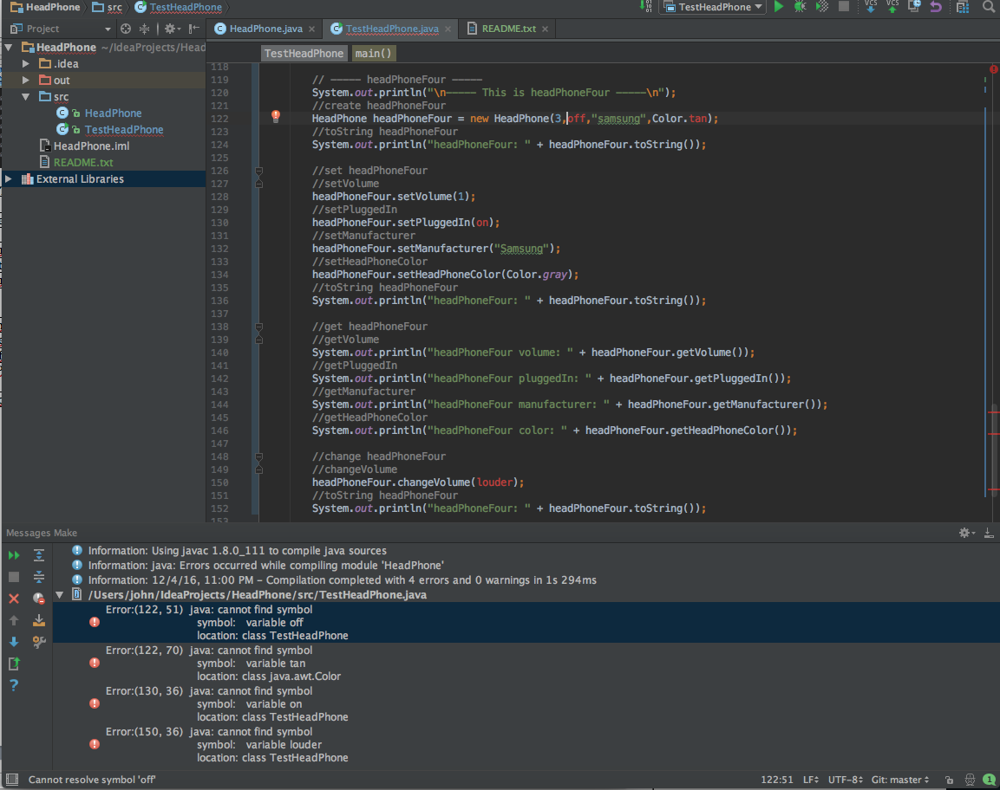 HeadPhone src TestHeadPhone
TestHeadPhone
Project
HeadPhone.java
TestHeadPhone.java
README.txt
HeadPhone ~/IdeaProjects/Head
.idea
out
src
HeadPhone
TestHeadPhone
HeadPhone.iml
README.txt
External Libraries
TestHeadPhone main()
118
119 // ----- headPhoneFour -----
120 System.out.println("\n----- This is headPhoneFour -----\n");
121 //create headPhoneFour
122 HeadPhone headPhoneFour = new HeadPhone(3,off,"samsung",Color.tan);
123 //toString headPhoneFour
124 System.out.println("headPhoneFour: " + headPhoneFour.toString());
125
126 //set headPhoneFour
127 //setVolume
128 headPhoneFour.setVolume(1);
129 //setPluggedIn
130 headPhoneFour.setPluggedIn(on);
131 //setManufacturer
132 headPhoneFour.setManufacturer("Samsung");
133 //setHeadPhoneColor
134 headPhoneFour.setHeadPhoneColor(Color.gray);
135 //toString headPhoneFour
136 System.out.println("headPhoneFour: " + headPhoneFour.toString());
137
138 //get headPhoneFour
139 //getVolume
140 System.out.println("headPhoneFour volume: " + headPhoneFour.getVolume());
141 //getPluggedIn
142 System.out.println("headPhoneFour pluggedIn: " + headPhoneFour.getPluggedIn());
143 //getManufacturer
144 System.out.println("headPhoneFour manufacturer: " + headPhoneFour.getManufacturer());
145 //getHeadPhoneColor
146 System.out.println("headPhoneFour color: " + headPhoneFour.getHeadPhoneColor());
147
148 //change headPhoneFour
149 //changeVolume
150 headPhoneFour.changeVolume(louder);
151 //toString headPhoneFour
152 System.out.println("headPhoneFour: " + headPhoneFour.toString());
153
Messages Make
Information: Using javac 1.8.0_111 to compile java sources
Information: java: Errors occurred while compiling module 'HeadPhone'
Information: 12/4/16, 11:00 PM – Compilation completed with 4 errors and 0 warnings in 1s 294ms
/Users/john/IdeaProjects/HeadPhone/src/TestHeadPhone.java
Error:(122, 51) java: cannot find symbol
symbol: variable off
location: class TestHeadPhone
Error:(122, 70) java: cannot find symbol
symbol: variable tan
location: class java.awt.Color
Error:(130, 36) java: cannot find symbol
symbol: variable on
location: class TestHeadPhone
Error:(150, 36) java: cannot find symbol
symbol: variable louder
location: class TestHeadPhone
Cannot resolve symbol 'off'
122:51 LF UTF-8 Git: master 1